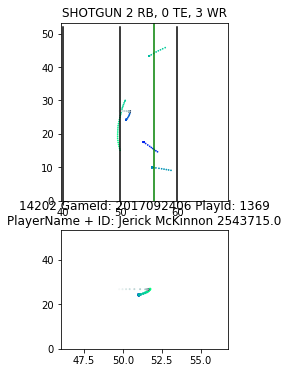 SHOTGUN 2 RB, 0 TE, 3 WR
50
40
30
20
10
0
40 50 60
14202 GameId: 2017092406 PlayId: 1369
PlayerName + ID: Jerick McKinnon 2543715.0
40
20
0
47.5 50.0 52.5 55.0